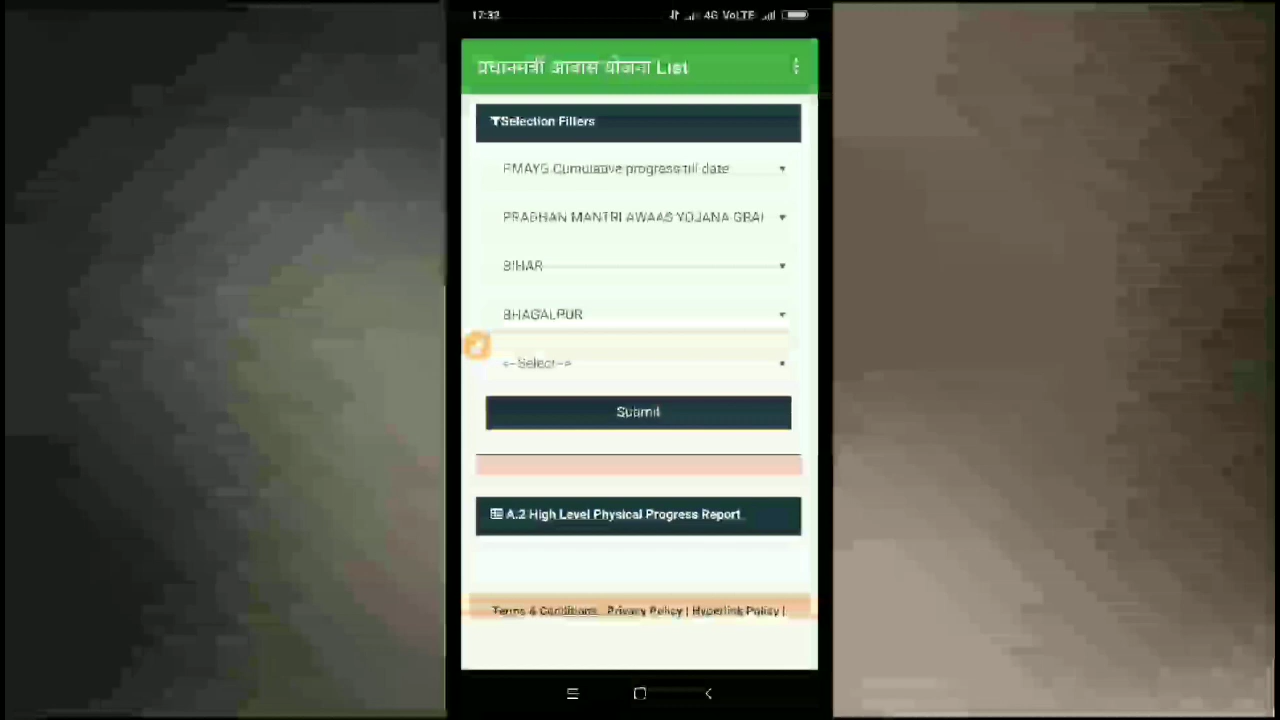 17:32 4G VoLTE
प्रधानमंत्री आवास योजना List
Selection Filters
PMAYG Cumulative progress till date
PRADHAN MANTRI AWAAS YOJANA GRAI
BIHAR
BHAGALPUR
<--Select-->
Submit
A.2 High Level Physical Progress Report
Terms & Conditions Privacy Policy | Hyperlink Policy |